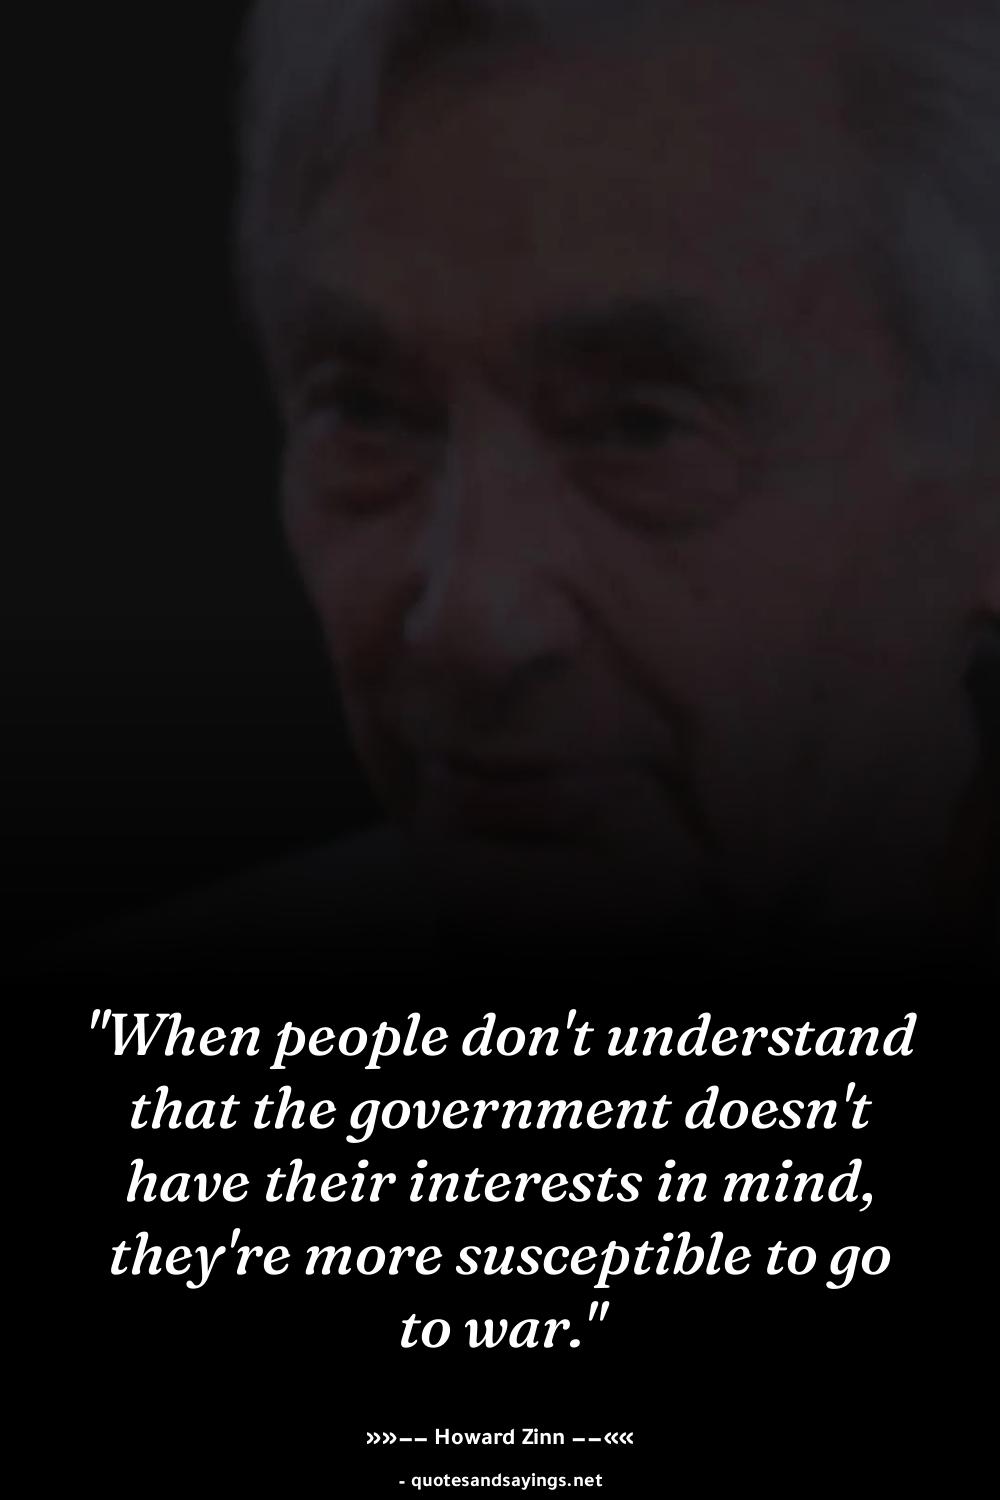 "When people don't understand
that the government doesn't
have their interests in mind,
they're more susceptible to go
to war."
»»−− Howard Zinn −−««
- quotesandsayings.net